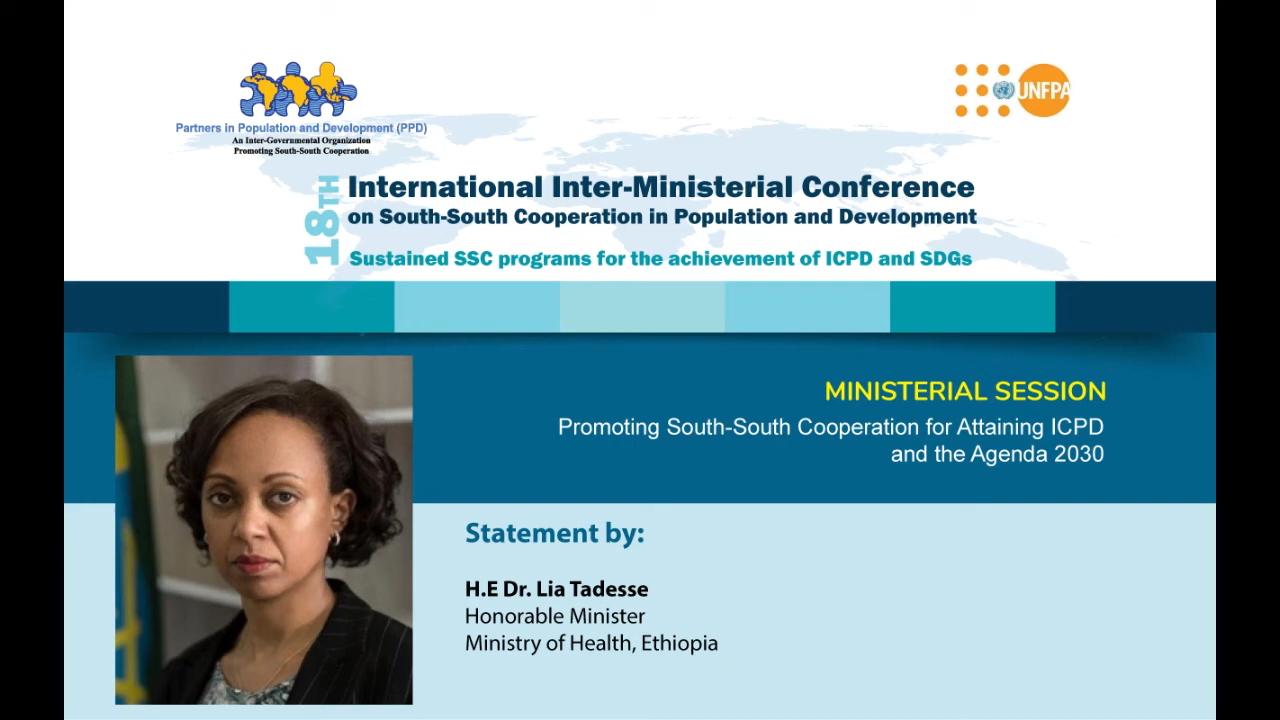 Partners in Population and Development (PPD)
An Inter-Governmental Organization
Promoting South-South Cooperation
UNFPA
18TH
International Inter-Ministerial Conference
on South-South Cooperation in Population and Development
Sustained SSC programs for the achievement of ICPD and SDGs
MINISTERIAL SESSION
Promoting South-South Cooperation for Attaining ICPD
and the Agenda 2030
Statement by:
H.E Dr. Lia Tadesse
Honorable Minister
Ministry of Health, Ethiopia